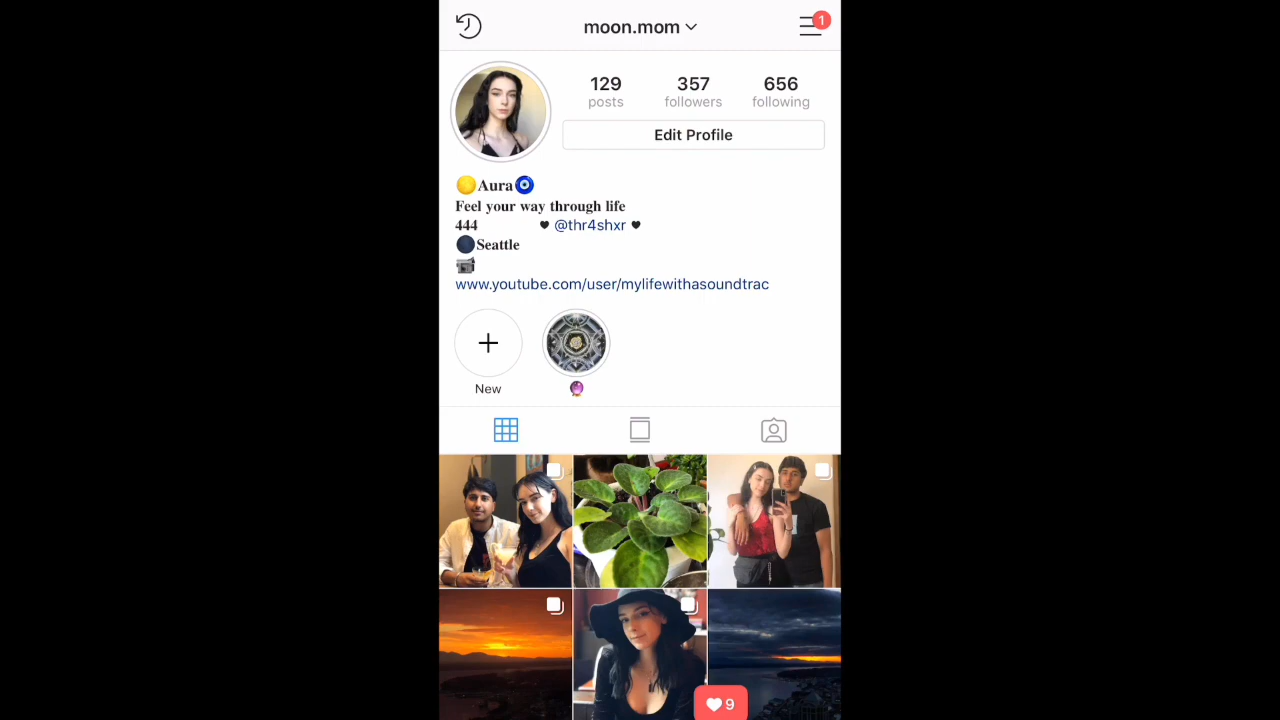 moon.mom
1
129 357 656
posts followers following
Edit Profile
Aura
Feel your way through life
444 @thr4shxr
Seattle
www.youtube.com/user/mylifewithasoundtrac
New
9